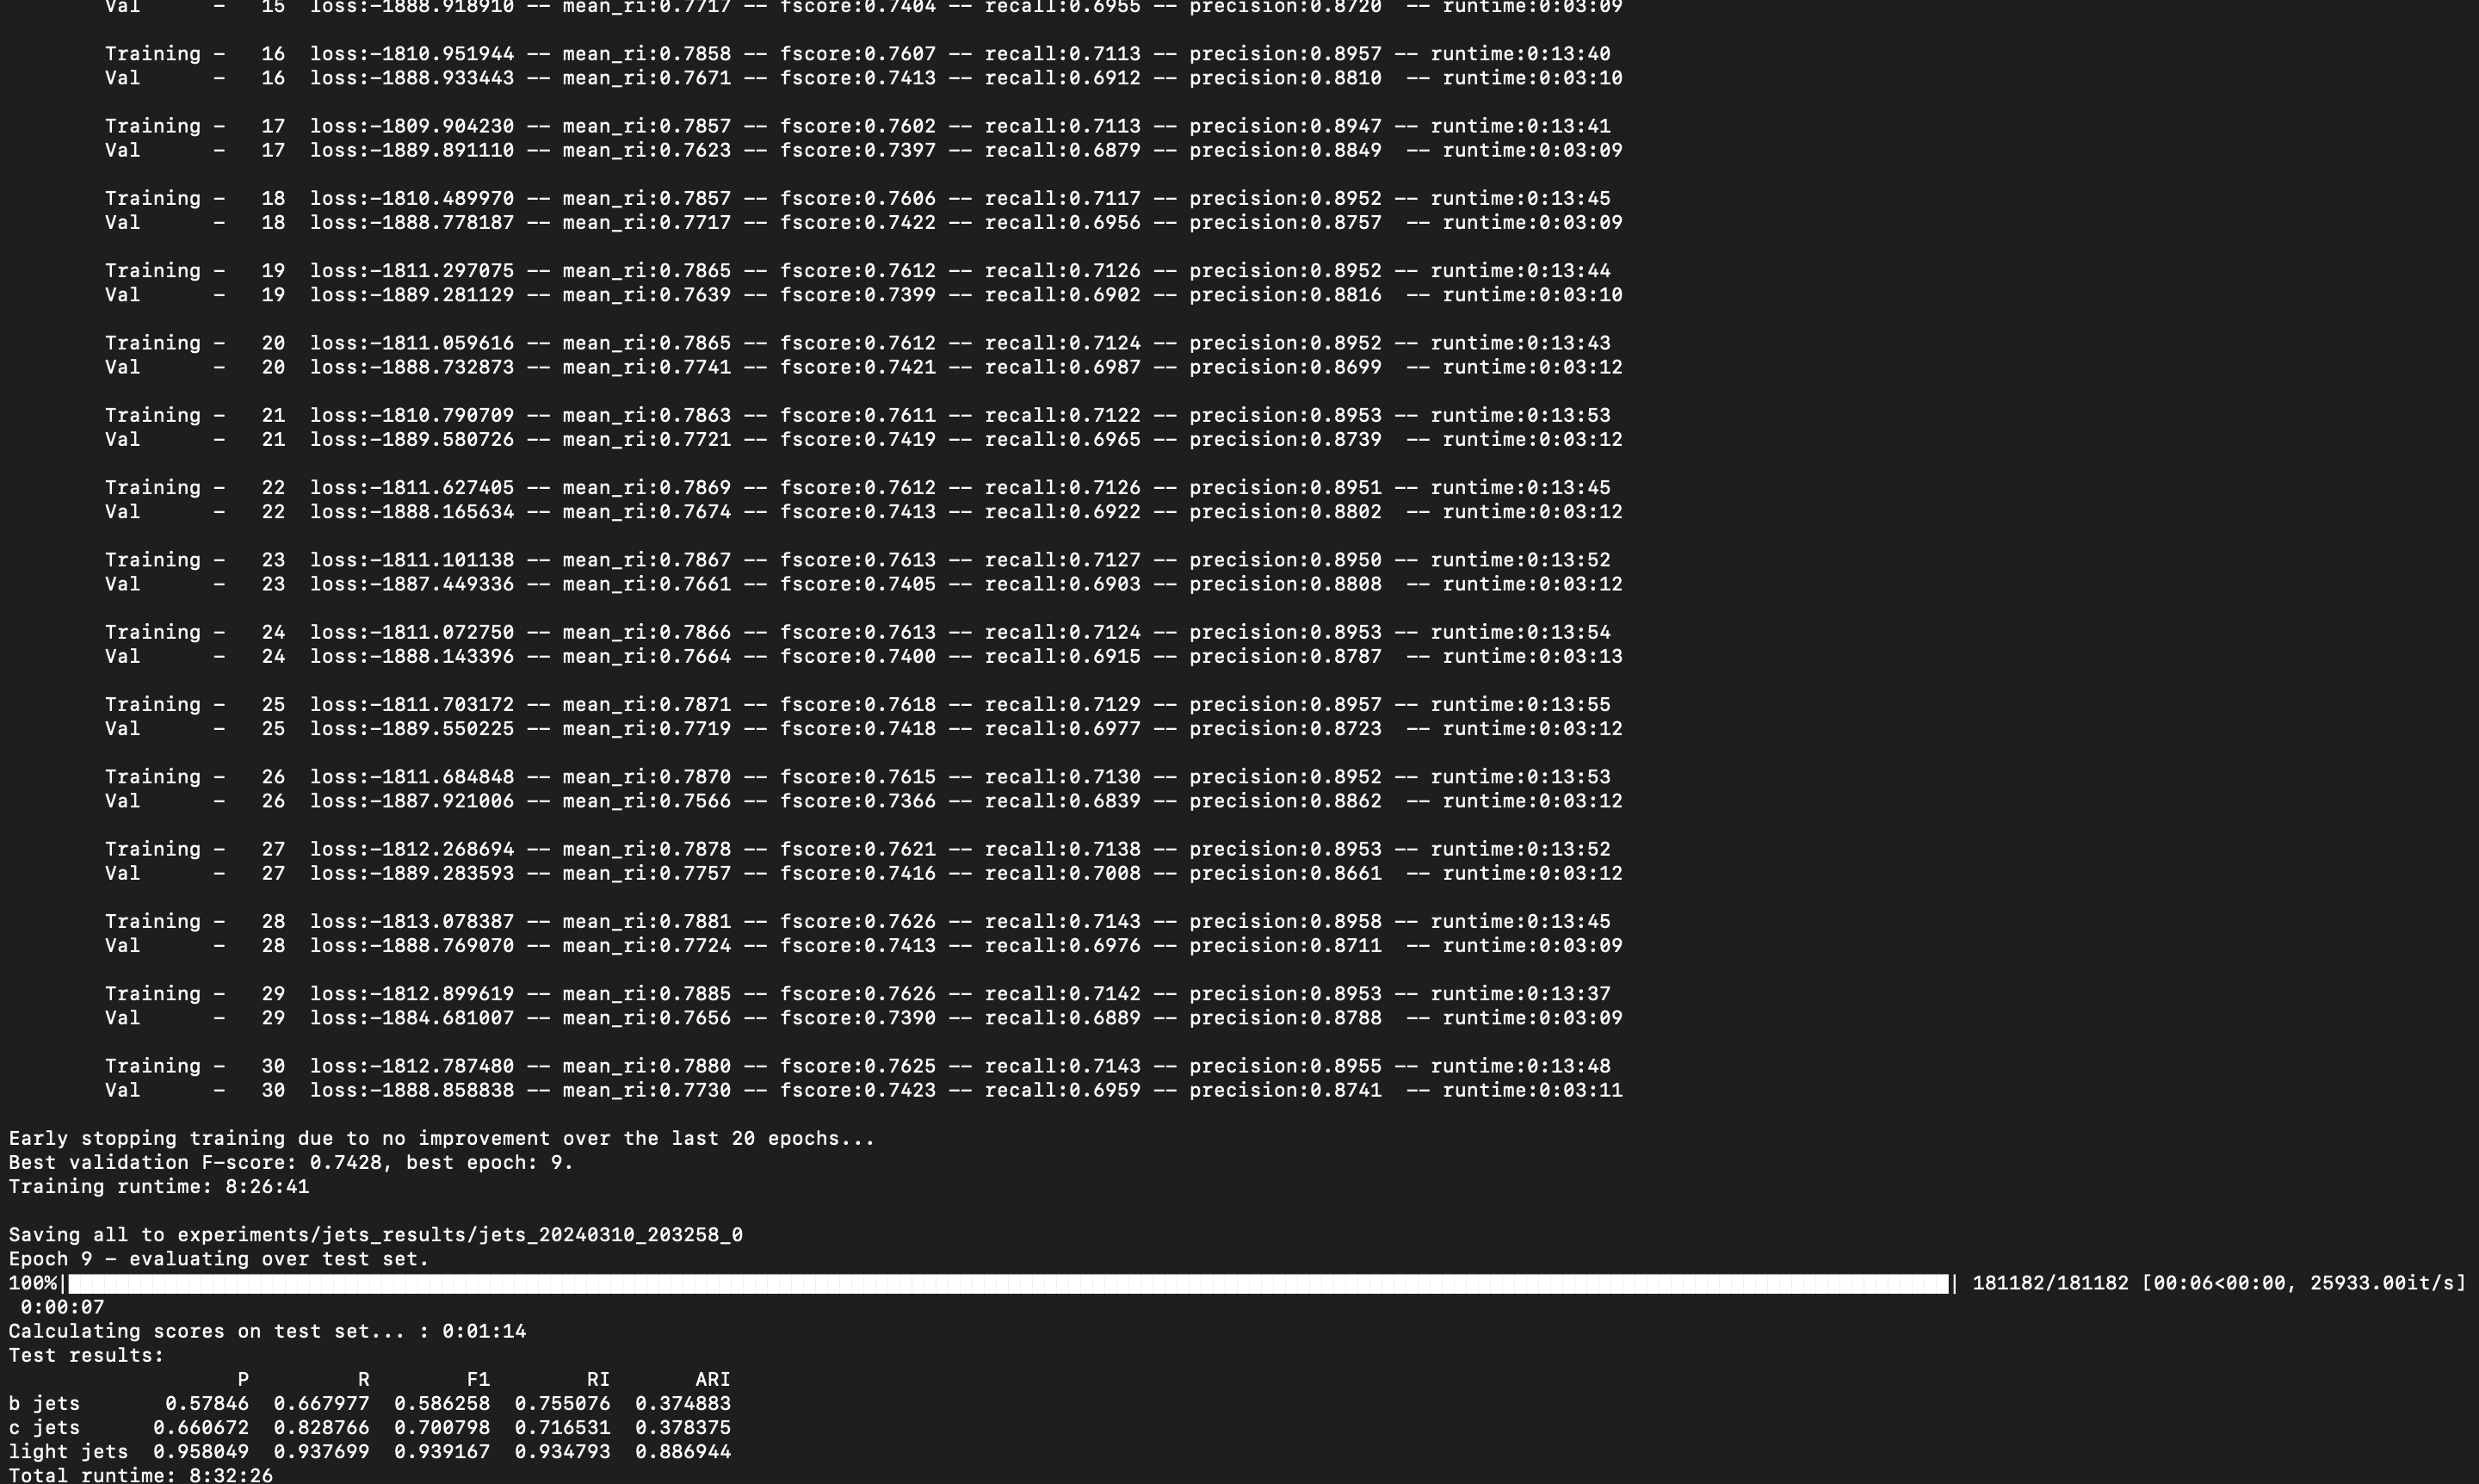 Val      -   15  loss:-1888.918910 -- mean_ri:0.7717 -- fscore:0.7404 -- recall:0.6955 -- precision:0.8720  -- runtime:0:03:09
Training -   16  loss:-1810.951944 -- mean_ri:0.7858 -- fscore:0.7607 -- recall:0.7113 -- precision:0.8957 -- runtime:0:13:40
Val      -   16  loss:-1888.933443 -- mean_ri:0.7671 -- fscore:0.7413 -- recall:0.6912 -- precision:0.8810  -- runtime:0:03:10
Training -   17  loss:-1809.904230 -- mean_ri:0.7857 -- fscore:0.7602 -- recall:0.7113 -- precision:0.8947 -- runtime:0:13:41
Val      -   17  loss:-1889.891110 -- mean_ri:0.7623 -- fscore:0.7397 -- recall:0.6879 -- precision:0.8849  -- runtime:0:03:09
Training -   18  loss:-1810.489970 -- mean_ri:0.7857 -- fscore:0.7606 -- recall:0.7117 -- precision:0.8952 -- runtime:0:13:45
Val      -   18  loss:-1888.778187 -- mean_ri:0.7717 -- fscore:0.7422 -- recall:0.6956 -- precision:0.8757  -- runtime:0:03:09
Training -   19  loss:-1811.297075 -- mean_ri:0.7865 -- fscore:0.7612 -- recall:0.7126 -- precision:0.8952 -- runtime:0:13:44
Val      -   19  loss:-1889.281129 -- mean_ri:0.7639 -- fscore:0.7399 -- recall:0.6902 -- precision:0.8816  -- runtime:0:03:10
Training -   20  loss:-1811.059616 -- mean_ri:0.7865 -- fscore:0.7612 -- recall:0.7124 -- precision:0.8952 -- runtime:0:13:43
Val      -   20  loss:-1888.732873 -- mean_ri:0.7741 -- fscore:0.7421 -- recall:0.6987 -- precision:0.8699  -- runtime:0:03:12
Training -   21  loss:-1810.790709 -- mean_ri:0.7863 -- fscore:0.7611 -- recall:0.7122 -- precision:0.8953 -- runtime:0:13:53
Val      -   21  loss:-1889.580726 -- mean_ri:0.7721 -- fscore:0.7419 -- recall:0.6965 -- precision:0.8739  -- runtime:0:03:12
Training -   22  loss:-1811.627405 -- mean_ri:0.7869 -- fscore:0.7612 -- recall:0.7126 -- precision:0.8951 -- runtime:0:13:45
Val      -   22  loss:-1888.165634 -- mean_ri:0.7674 -- fscore:0.7413 -- recall:0.6922 -- precision:0.8802  -- runtime:0:03:12
Training -   23  loss:-1811.101138 -- mean_ri:0.7867 -- fscore:0.7613 -- recall:0.7127 -- precision:0.8950 -- runtime:0:13:52
Val      -   23  loss:-1887.449336 -- mean_ri:0.7661 -- fscore:0.7405 -- recall:0.6903 -- precision:0.8808  -- runtime:0:03:12
Training -   24  loss:-1811.072750 -- mean_ri:0.7866 -- fscore:0.7613 -- recall:0.7124 -- precision:0.8953 -- runtime:0:13:54
Val      -   24  loss:-1888.143396 -- mean_ri:0.7664 -- fscore:0.7400 -- recall:0.6915 -- precision:0.8787  -- runtime:0:03:13
Training -   25  loss:-1811.703172 -- mean_ri:0.7871 -- fscore:0.7618 -- recall:0.7129 -- precision:0.8957 -- runtime:0:13:55
Val      -   25  loss:-1889.550225 -- mean_ri:0.7719 -- fscore:0.7418 -- recall:0.6977 -- precision:0.8723  -- runtime:0:03:12
Training -   26  loss:-1811.684848 -- mean_ri:0.7870 -- fscore:0.7615 -- recall:0.7130 -- precision:0.8952 -- runtime:0:13:53
Val      -   26  loss:-1887.921006 -- mean_ri:0.7566 -- fscore:0.7366 -- recall:0.6839 -- precision:0.8862  -- runtime:0:03:12
Training -   27  loss:-1812.268694 -- mean_ri:0.7878 -- fscore:0.7621 -- recall:0.7138 -- precision:0.8953 -- runtime:0:13:52
Val      -   27  loss:-1889.283593 -- mean_ri:0.7757 -- fscore:0.7416 -- recall:0.7008 -- precision:0.8661  -- runtime:0:03:12
Training -   28  loss:-1813.078387 -- mean_ri:0.7881 -- fscore:0.7626 -- recall:0.7143 -- precision:0.8958 -- runtime:0:13:45
Val      -   28  loss:-1888.769070 -- mean_ri:0.7724 -- fscore:0.7413 -- recall:0.6976 -- precision:0.8711  -- runtime:0:03:09
Training -   29  loss:-1812.899619 -- mean_ri:0.7885 -- fscore:0.7626 -- recall:0.7142 -- precision:0.8953 -- runtime:0:13:37
Val      -   29  loss:-1884.681007 -- mean_ri:0.7656 -- fscore:0.7390 -- recall:0.6889 -- precision:0.8788  -- runtime:0:03:09
Training -   30  loss:-1812.787480 -- mean_ri:0.7880 -- fscore:0.7625 -- recall:0.7143 -- precision:0.8955 -- runtime:0:13:48
Val      -   30  loss:-1888.858838 -- mean_ri:0.7730 -- fscore:0.7423 -- recall:0.6959 -- precision:0.8741  -- runtime:0:03:11
Early stopping training due to no improvement over the last 20 epochs...
Best validation F-score: 0.7428, best epoch: 9.
Training runtime: 8:26:41
Saving all to experiments/jets_results/jets_20240310_203258_0
Epoch 9 - evaluating over test set.
100%| | 181182/181182 [00:06<00:00, 25933.00it/s]
0:00:07
Calculating scores on test set... : 0:01:14
Test results:
P         R        F1        RI       ARI
b jets       0.57846  0.667977  0.586258  0.755076  0.374883
c jets      0.660672  0.828766  0.700798  0.716531  0.378375
light jets  0.958049  0.937699  0.939167  0.934793  0.886944
Total runtime: 8:32:26